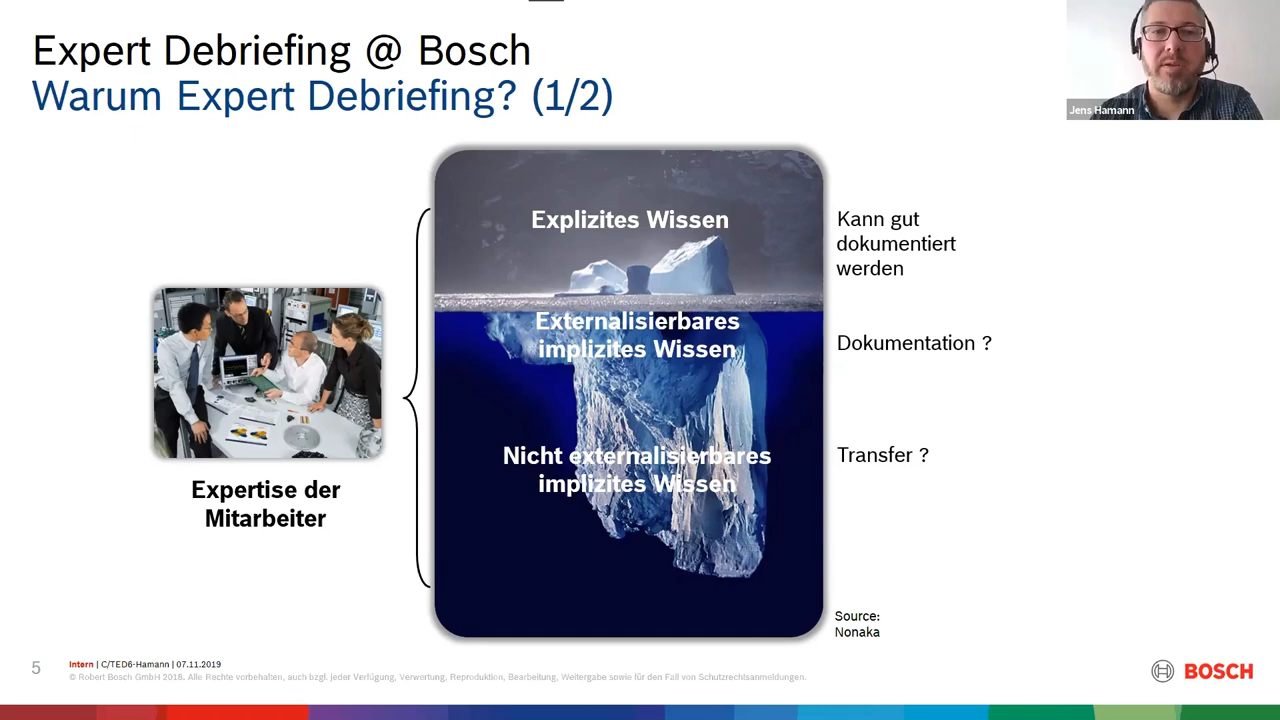 Expert Debriefing @ Bosch
Warum Expert Debriefing? (1/2)
Jens Hamann
Explizites Wissen
Kann gut
dokumentiert
werden
Externalisierbares
implizites Wissen
Dokumentation ?
Nicht externalisierbares
implizites Wissen
Transfer ?
Expertise der
Mitarbeiter
Source:
Nonaka
5
Intern | C/TED6-Hamann | 07.11.2019
© Robert Bosch GmbH 2018. Alle Rechte vorbehalten, auch bzgl. jeder Verfügung, Verwertung, Reproduktion, Bearbeitung, Weitergabe sowie für den Fall von Schutzrechtsanmeldungen.
BOSCH